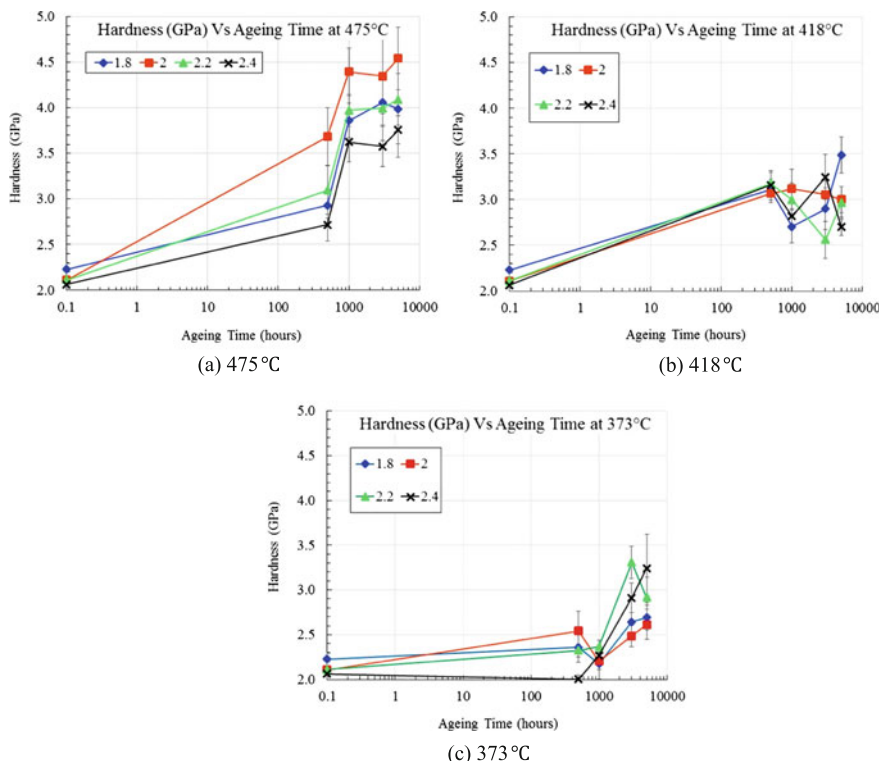 Hardness (GPa) Vs Ageing Time at 475°C
1.8 2 2.2 2.4
Hardness (GPa)
5.0
4.5
4.0
3.5
3.0
2.5
2.0
0.1 1 10 100 1000 10000
Ageing Time (hours)
(a) 475℃
Hardness (GPa) Vs Ageing Time at 418°C
1.8 2
2.2 2.4
Hardness (GPa)
5.0
4.5
4.0
3.5
3.0
2.5
2.0
0.1 1 10 100 1000 10000
Ageing Time (hours)
(b) 418℃
Hardness (GPa) Vs Ageing Time at 373°C
1.8 2
2.2 2.4
Hardness (GPa)
5.0
4.5
4.0
3.5
3.0
2.5
2.0
0.1 1 10 100 1000 10000
Ageing Time (hours)
(c) 373℃